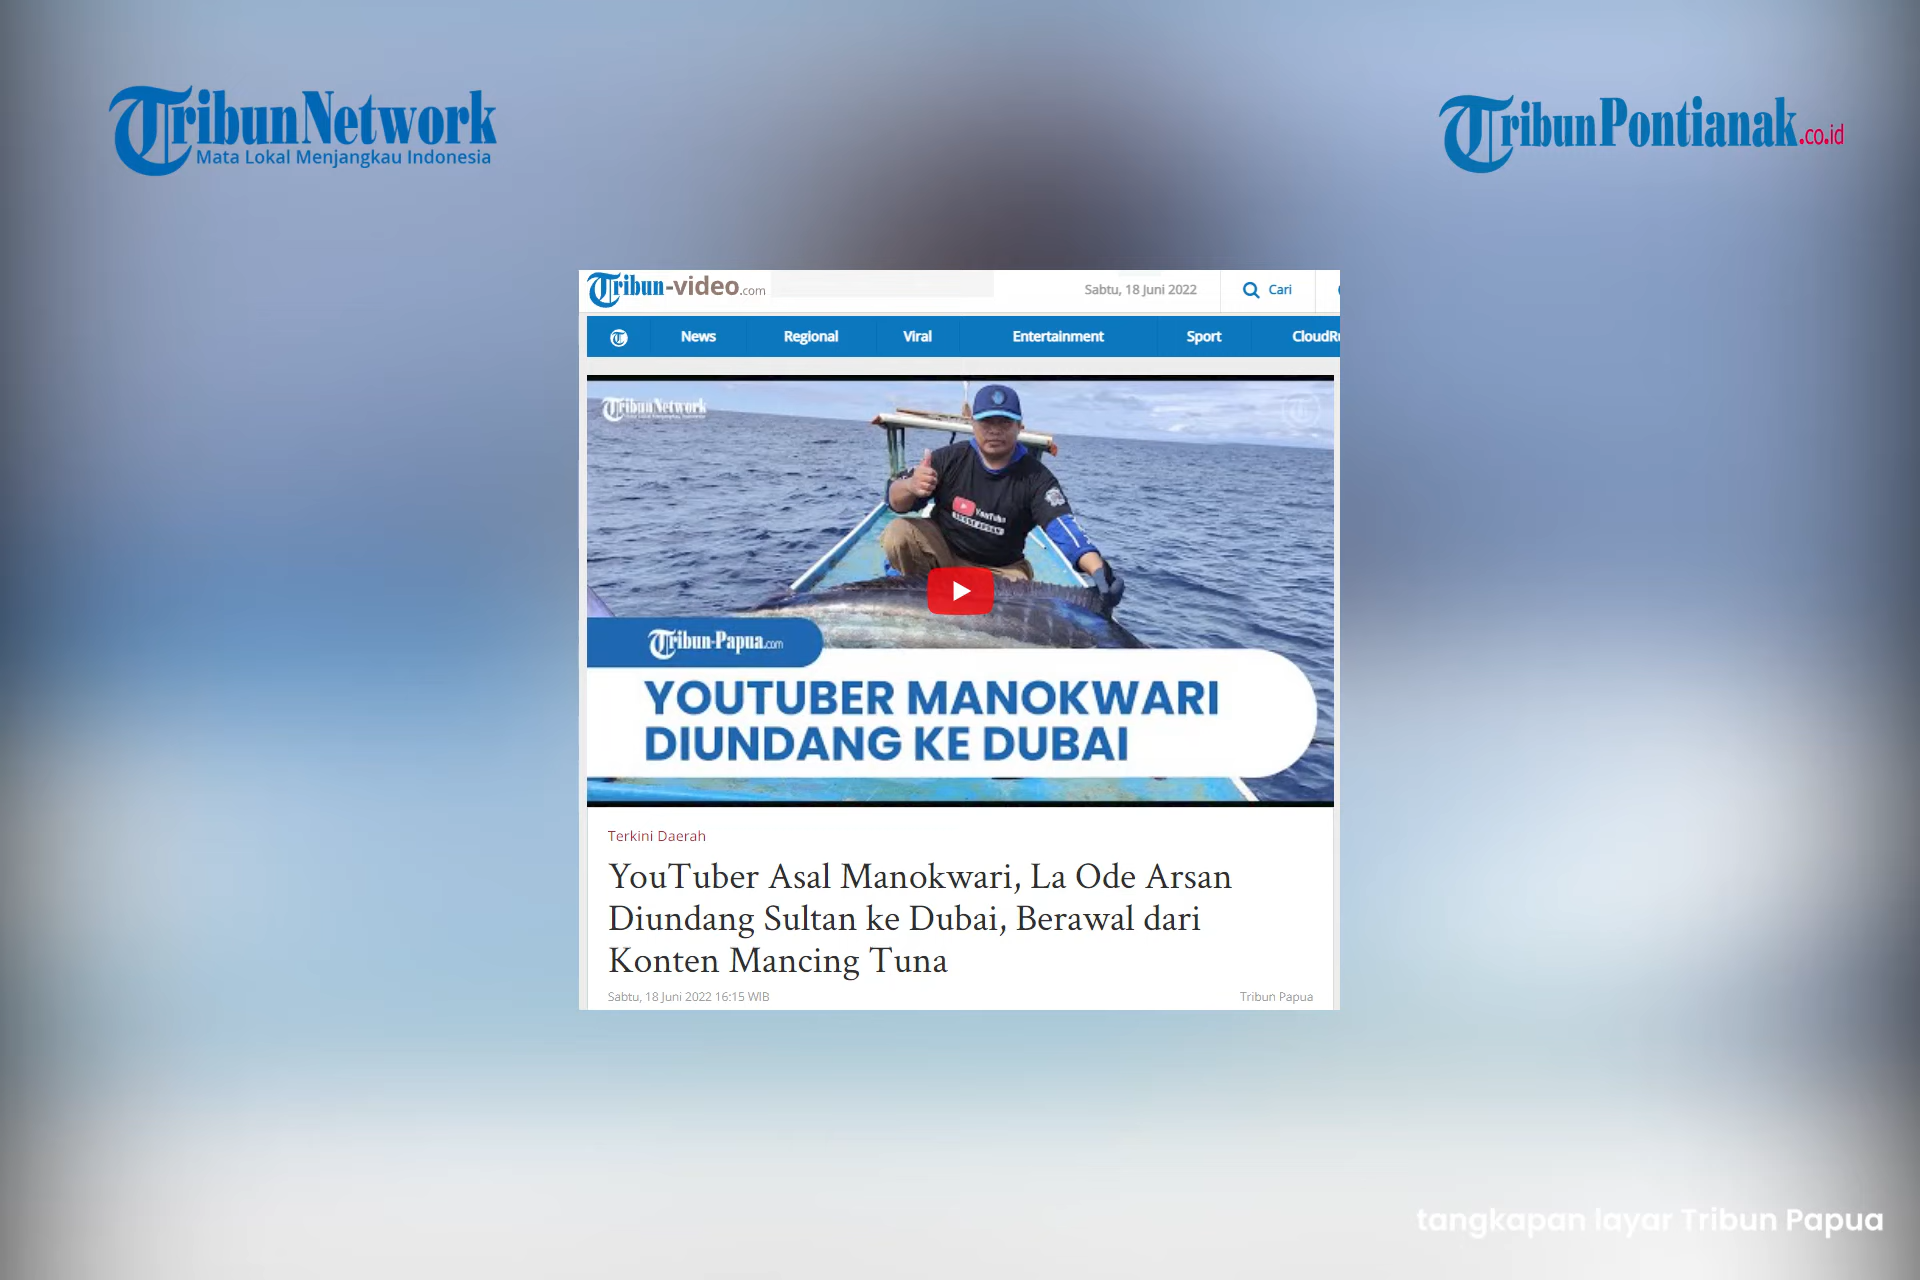 TribunNetwork
Mata Lokal Menjangkau Indonesia
TribunPontianak.co.id
Tribun-video.com
Sabtu, 18 Juni 2022
Cari
News
Regional
Viral
Entertainment
Sport
CloudR
TribunNetwork
YouTube
Tribun-Papua.com
YOUTUBER MANOKWARI
DIUNDANG KE DUBAI
Terkini Daerah
YouTuber Asal Manokwari, La Ode Arsan
Diundang Sultan ke Dubai, Berawal dari
Konten Mancing Tuna
Sabtu, 18 Juni 2022 16:15 WIB
Tribun Papua
tangkapan layar Tribun Papua